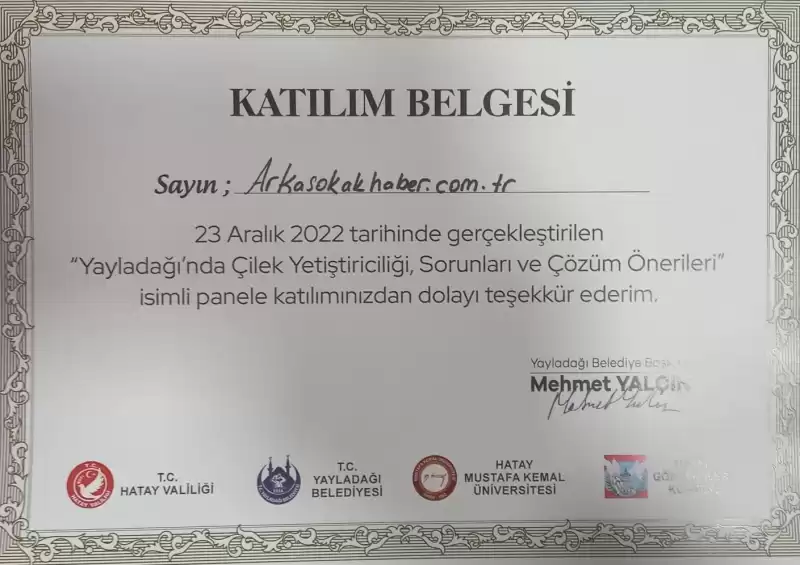 KATILIM BELGESİ
Sayın ; Arkasokakhaber.com.tr
23 Aralık 2022 tarihinde gerçekleştirilen
“Yayladağı’nda Çilek Yetiştiriciliği, Sorunları ve Çözüm Önerileri”
isimli panele katılımınızdan dolayı teşekkür ederim.
Yayladağı Belediye
Mehmet YALÇIN
T.C.
HATAY VALİLİĞİ
T.C.
YAYLADAĞI
BELEDİYESİ
HATAY
MUSTAFA KEMAL
ÜNİVERSİTESİ